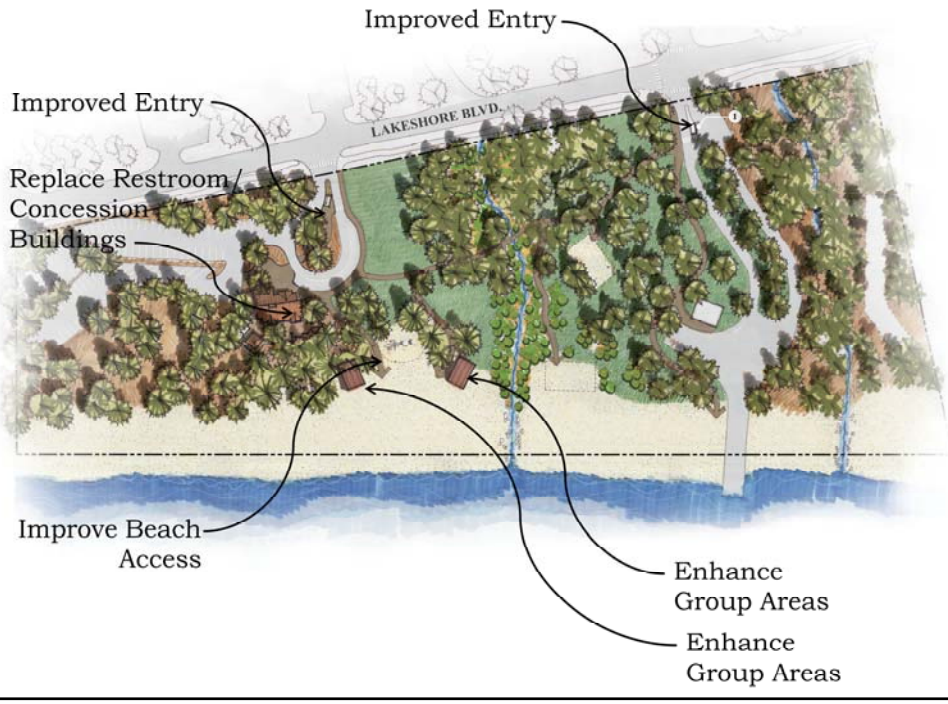 Improved Entry
Improved Entry
LAKESHORE BLVD.
Replace Restroom/
Concession
Buildings
Improve Beach
Access
Enhance
Group Areas
Enhance
Group Areas